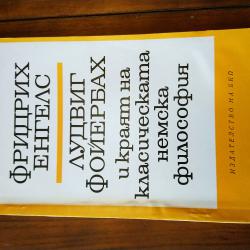 ФРИДРИХ
ЕНГЕЛС
ЛУДВИГ
ФОЙЕРБАХ
и краят на
класическата
немска
философия
ИЗДАТЕЛСТВО НА БКП